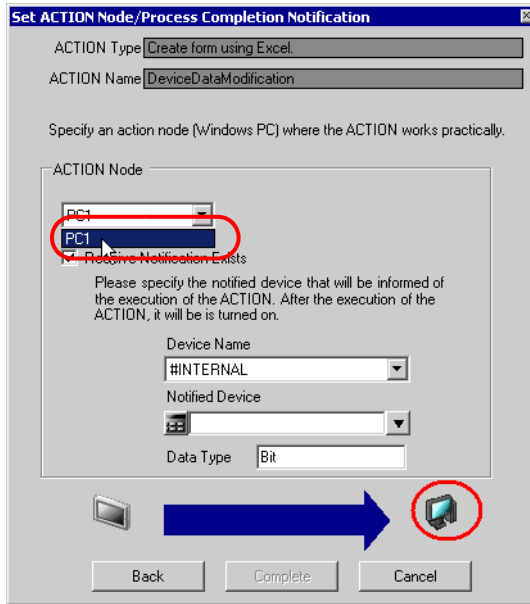 Set ACTION Node/Process Completion Notification
ACTION Type Create form using Excel.
ACTION Name DeviceDataModification
Specify an action node (Windows PC) where the ACTION works practically.
ACTION Node
PC1
PC1
Receive Notification Exists
Please specify the notified device that will be informed of
the execution of the ACTION. After the execution of the
ACTION, it will be is turned on.
Device Name
#INTERNAL
Notified Device
Data Type Bit
Back Complete Cancel